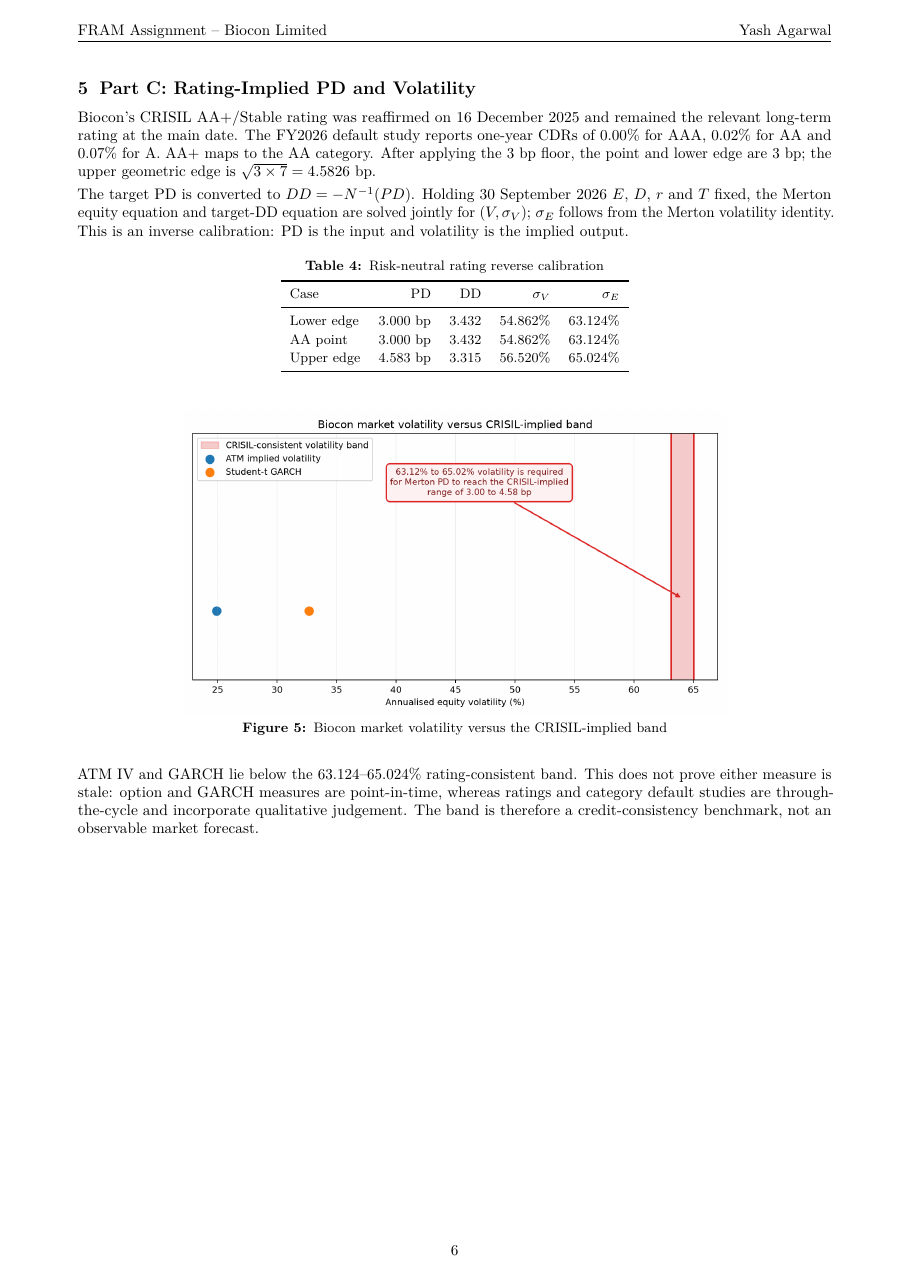 FRAM Assignment – Biocon Limited Yash Agarwal
5 Part C: Rating-Implied PD and Volatility
Biocon's CRISIL AA+/Stable rating was reaffirmed on 16 December 2025 and remained the relevant long-term
rating at the main date. The FY2026 default study reports one-year CDRs of 0.00% for AAA, 0.02% for AA and
0.07% for A. AA+ maps to the AA category. After applying the 3 bp floor, the point and lower edge are 3 bp; the
upper geometric edge is √3 × 7 = 4.5826 bp.
The target PD is converted to DD = −N⁻¹(PD). Holding 30 September 2026 E, D, r and T fixed, the Merton
equity equation and target-DD equation are solved jointly for (V, σ_V); σ_E follows from the Merton volatility identity.
This is an inverse calibration: PD is the input and volatility is the implied output.
Table 4: Risk-neutral rating reverse calibration
Case PD DD σ_V σ_E
Lower edge 3.000 bp 3.432 54.862% 63.124%
AA point 3.000 bp 3.432 54.862% 63.124%
Upper edge 4.583 bp 3.315 56.520% 65.024%
Biocon market volatility versus CRISIL-implied band
CRISIL-consistent volatility band
ATM implied volatility
Student-t GARCH
63.12% to 65.02% volatility is required
for Merton PD to reach the CRISIL-implied
range of 3.00 to 4.58 bp
25 30 35 40 45 50 55 60 65
Annualised equity volatility (%)
Figure 5: Biocon market volatility versus the CRISIL-implied band
ATM IV and GARCH lie below the 63.124–65.024% rating-consistent band. This does not prove either measure is
stale: option and GARCH measures are point-in-time, whereas ratings and category default studies are through-
the-cycle and incorporate qualitative judgement. The band is therefore a credit-consistency benchmark, not an
observable market forecast.
6